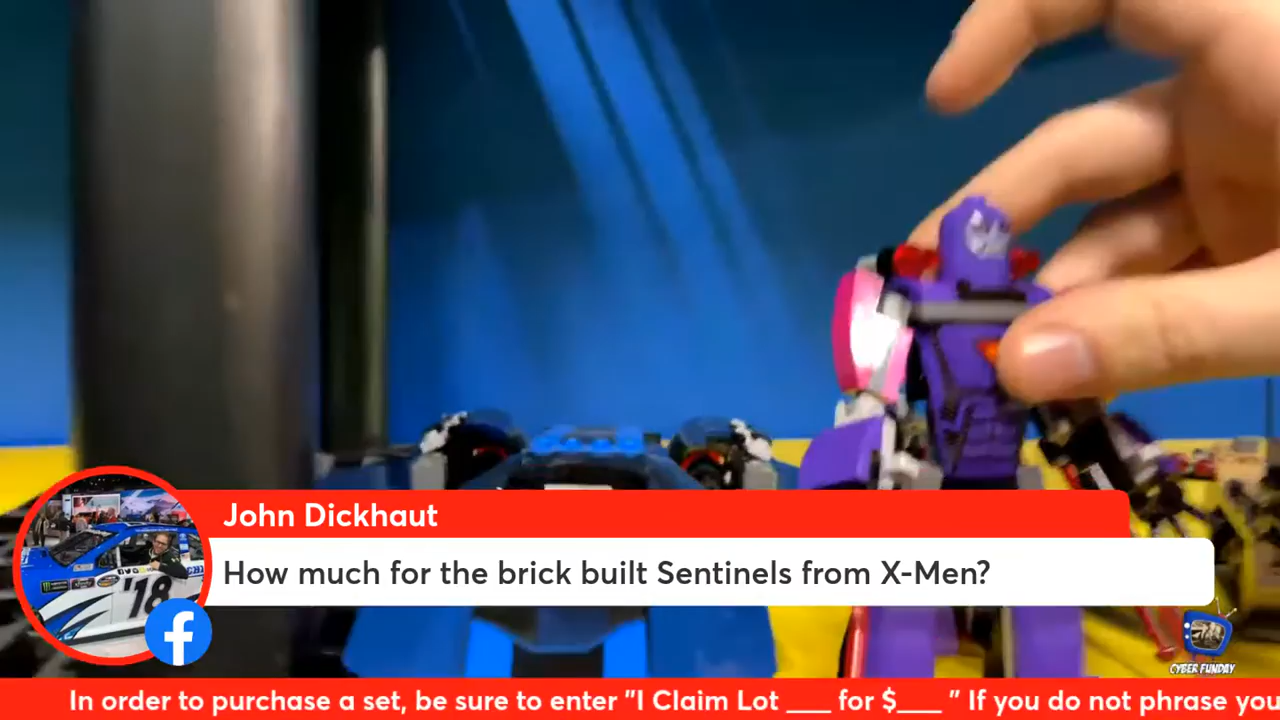 John Dickhaut
How much for the brick built Sentinels from X-Men?
'18
CYBER FUNDAY
In order to purchase a set, be sure to enter "I Claim Lot ___ for $___ " If you do not phrase you